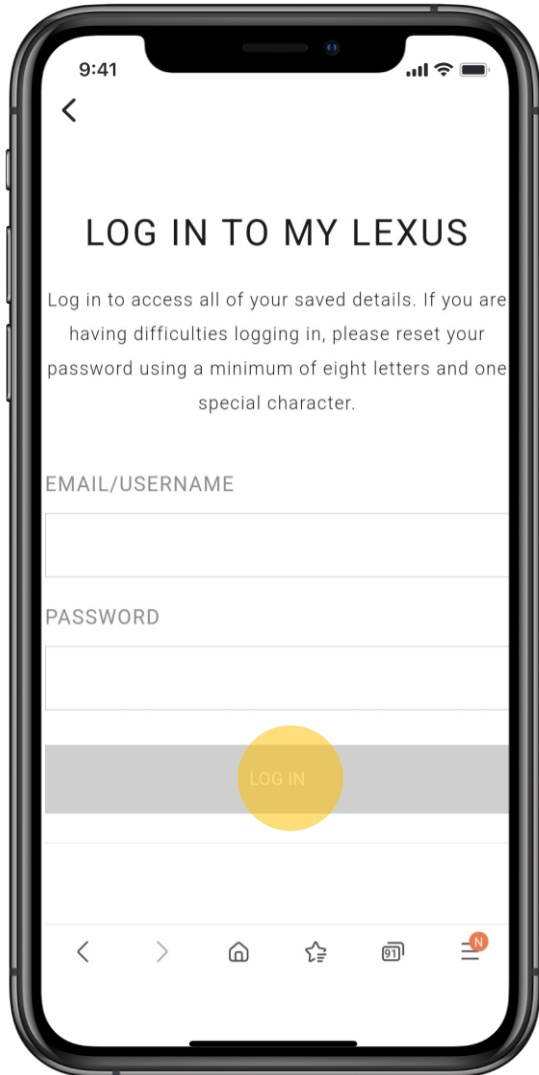 9:41
LOG IN TO MY LEXUS
Log in to access all of your saved details. If you are
having difficulties logging in, please reset your
password using a minimum of eight letters and one
special character.
EMAIL/USERNAME
PASSWORD
LOG IN
91
N